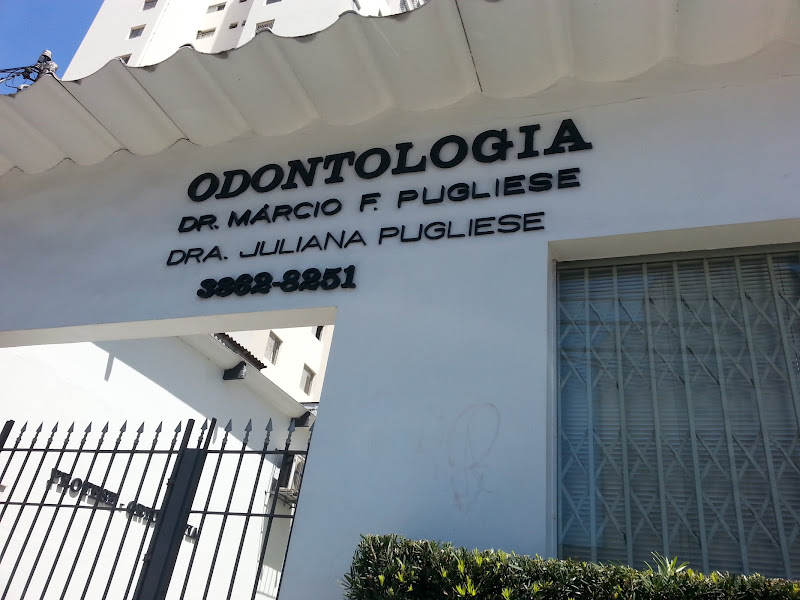 ODONTOLOGIA
DR. MÁRCIO F. PUGLIESE
DRA. JULIANA PUGLIESE
3862-8251